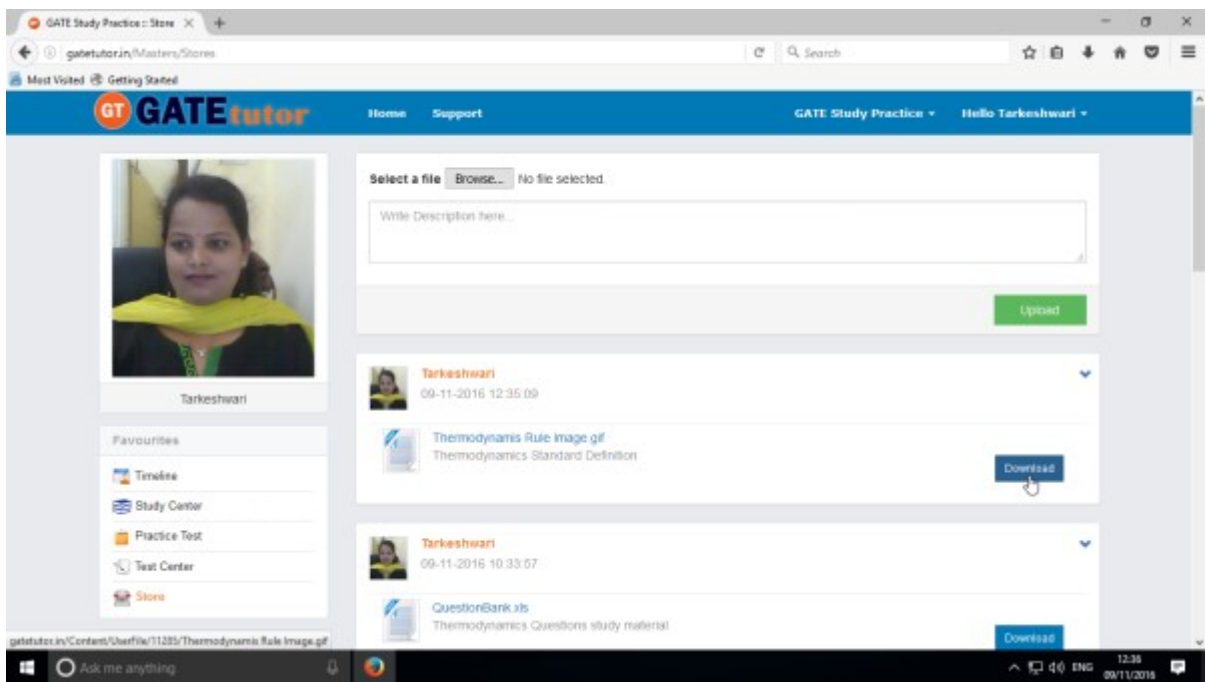 GATE Study Practice :: Store
gatetutor.in/Masters/Stores
Search
Most Visited
Getting Started
GT GATEtutor
Home
Support
GATE Study Practice
Hello Tarkeshwari
Tarkeshwari
Favourites
Timeline
Study Center
Practice Test
Test Center
Store
Select a file Browse... No file selected.
Write Description here...
Upload
Tarkeshwari
09-11-2016 12:35:09
Thermodynamis Rule Image.gif
Thermodynamics Standard Definition
Download
Tarkeshwari
09-11-2016 10:33:57
QuestionBank.xls
Thermodynamics Questions study material
Download
gatetutor.in/Content/UserFile/11285/Thermodynamis Rule Image.gif
Ask me anything
ENG
12:36
09/11/2016